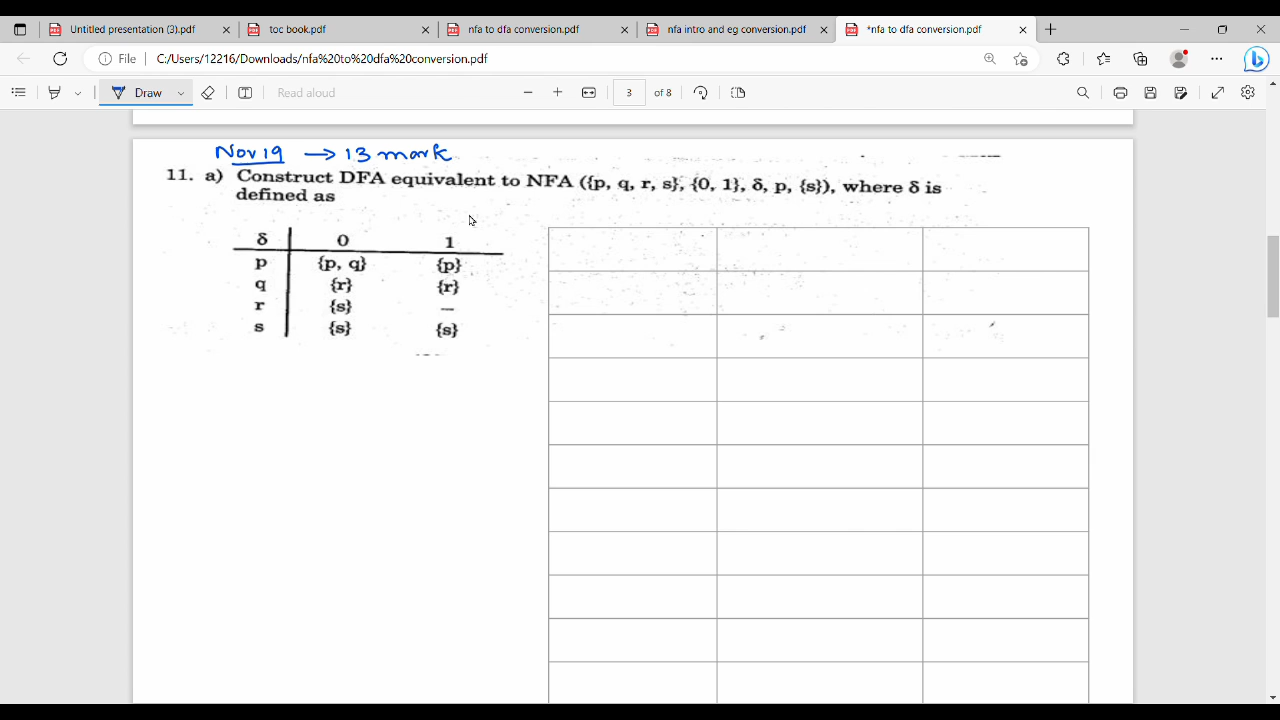 Untitled presentation (3).pdf
toc book.pdf
nfa to dfa conversion.pdf
nfa intro and eg conversion.pdf
*nfa to dfa conversion.pdf
File
C:/Users/12216/Downloads/nfa%20to%20dfa%20conversion.pdf
Draw
Read aloud
3 of 8
Nov 19 → 13 mark
11. a) Construct DFA equivalent to NFA ({p, q, r, s}, {0, 1}, δ, p, {s}), where δ is
defined as
δ 0 1
p {p, q} {p}
q {r} {r}
r {s} –
s {s} {s}